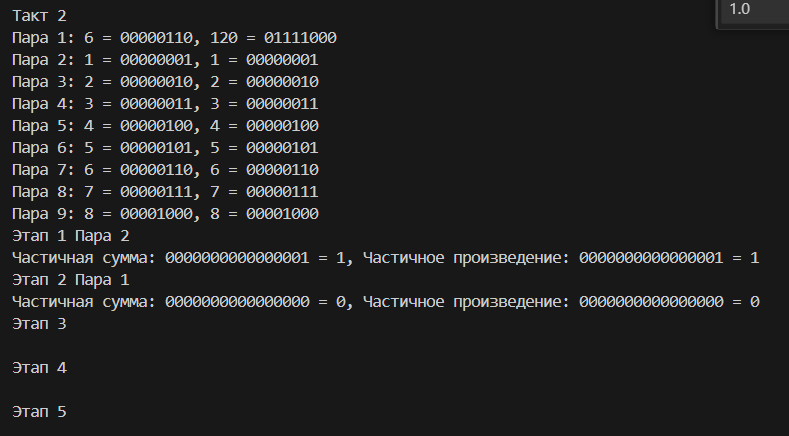 1.0
Такт 2
Пара 1: 6 = 00000110, 120 = 01111000
Пара 2: 1 = 00000001, 1 = 00000001
Пара 3: 2 = 00000010, 2 = 00000010
Пара 4: 3 = 00000011, 3 = 00000011
Пара 5: 4 = 00000100, 4 = 00000100
Пара 6: 5 = 00000101, 5 = 00000101
Пара 7: 6 = 00000110, 6 = 00000110
Пара 8: 7 = 00000111, 7 = 00000111
Пара 9: 8 = 00001000, 8 = 00001000
Этап 1 Пара 2
Частичная сумма: 0000000000000001 = 1, Частичное произведение: 0000000000000001 = 1
Этап 2 Пара 1
Частичная сумма: 0000000000000000 = 0, Частичное произведение: 0000000000000000 = 0
Этап 3
Этап 4
Этап 5